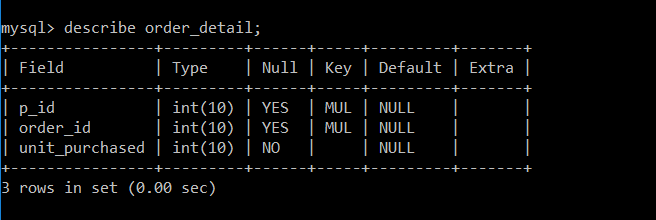 mysql> describe order_detail;
+----------------+---------+------+-----+---------+-------+
| Field          | Type    | Null | Key | Default | Extra |
+----------------+---------+------+-----+---------+-------+
| p_id           | int(10) | YES  | MUL | NULL    |       |
| order_id       | int(10) | YES  | MUL | NULL    |       |
| unit_purchased | int(10) | NO   |     | NULL    |       |
+----------------+---------+------+-----+---------+-------+
3 rows in set (0.00 sec)